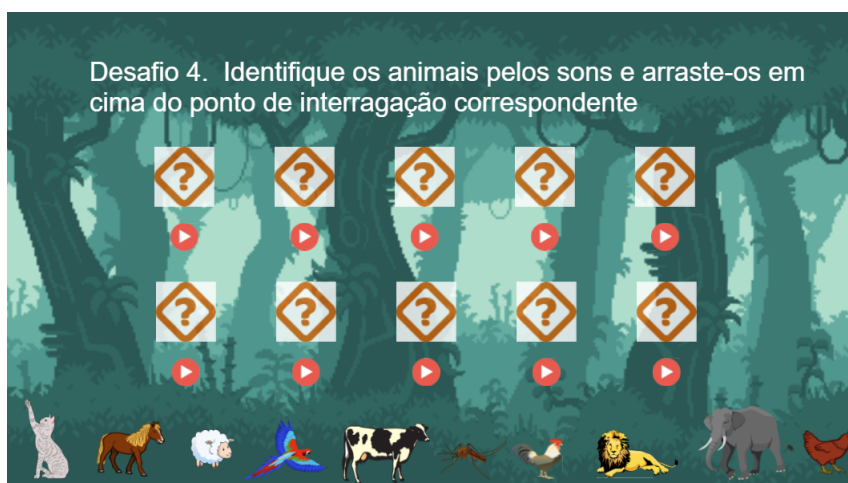 Desafio 4.  Identifique os animais pelos sons e arraste-os em
cima do ponto de interragação correspondente
? ? ? ? ?
? ? ? ? ?